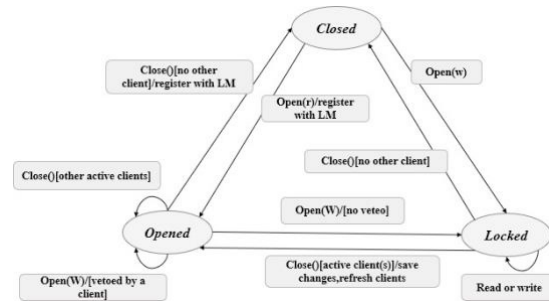 Closed
Close()[no other
client]/register with LM
Open(w)
Open(r)/register
with LM
Close()[no other client]
Close()[other active clients]
Open(W)/[no veteo]
Opened
Locked
Open(W)/[vetoed by a
client]
Close()[active client(s)]/save
changes,refresh clients
Read or write